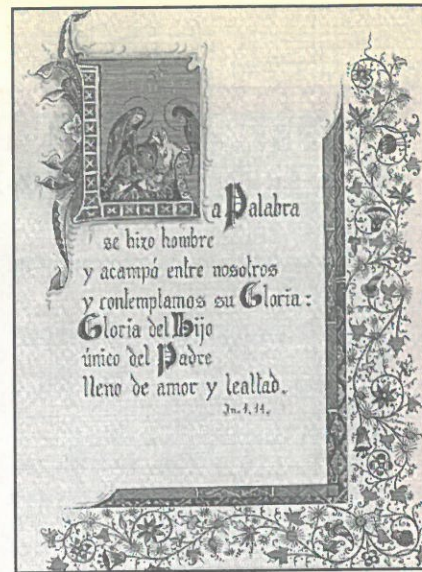 La Palabra
se hizo hombre
y acampó entre nosotros
y contemplamos su Gloria:
Gloria del Hijo
único del Padre
lleno de amor y lealtad.
Jn. 1, 14.